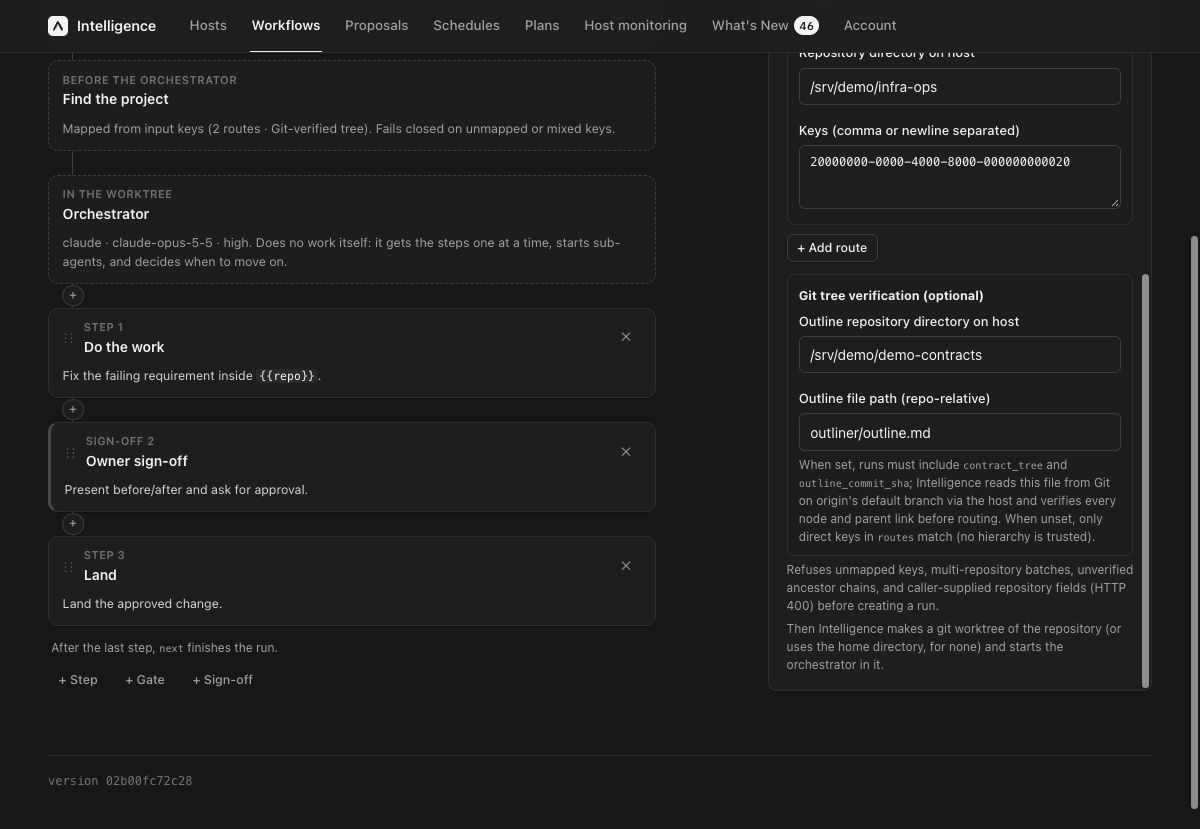 Intelligence
Hosts
Workflows
Proposals
Schedules
Plans
Host monitoring
What's New 46
Account
BEFORE THE ORCHESTRATOR
Find the project
Mapped from input keys (2 routes · Git-verified tree). Fails closed on unmapped or mixed keys.
IN THE WORKTREE
Orchestrator
claude · claude-opus-5-5 · high. Does no work itself: it gets the steps one at a time, starts sub-
agents, and decides when to move on.
+
STEP 1
Do the work
Fix the failing requirement inside {{repo}}.
+
SIGN-OFF 2
Owner sign-off
Present before/after and ask for approval.
+
STEP 3
Land
Land the approved change.
After the last step, next finishes the run.
+ Step
+ Gate
+ Sign-off
Repository directory on host
/srv/demo/infra-ops
Keys (comma or newline separated)
20000000-0000-4000-8000-000000000020
+ Add route
Git tree verification (optional)
Outline repository directory on host
/srv/demo/demo-contracts
Outline file path (repo-relative)
outliner/outline.md
When set, runs must include contract_tree and
outline_commit_sha; Intelligence reads this file from Git
on origin's default branch via the host and verifies every
node and parent link before routing. When unset, only
direct keys in routes match (no hierarchy is trusted).
Refuses unmapped keys, multi-repository batches, unverified
ancestor chains, and caller-supplied repository fields (HTTP
400) before creating a run.
Then Intelligence makes a git worktree of the repository (or
uses the home directory, for none) and starts the
orchestrator in it.
version 02b00fc72c28